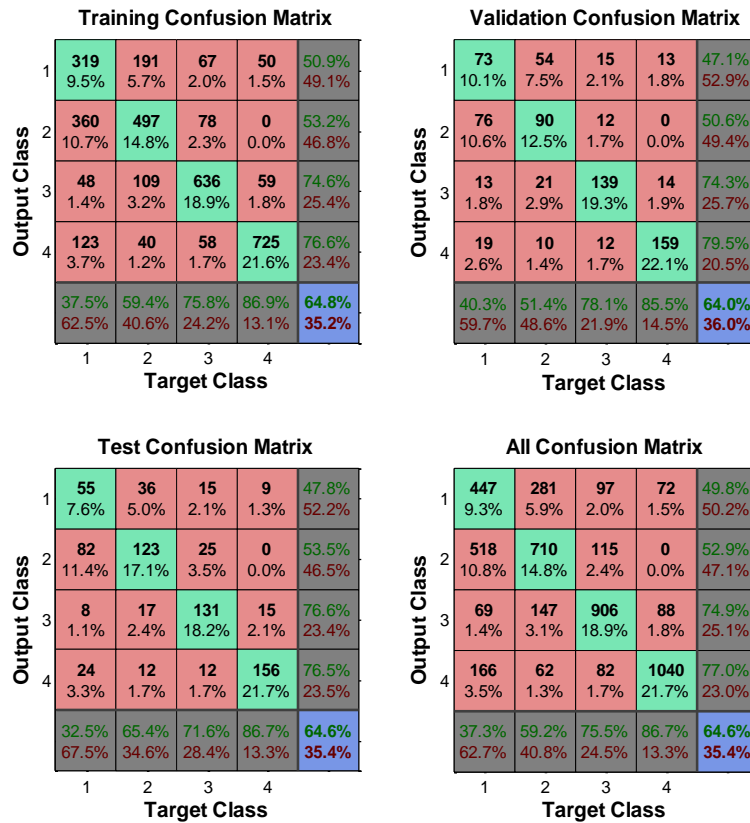 Training Confusion Matrix
319 191 67 50 50.9%
1
9.5% 5.7% 2.0% 1.5% 49.1%
360 497 78 0 53.2%
2
10.7% 14.8% 2.3% 0.0% 46.8%
48 109 636 59 74.6%
3
1.4% 3.2% 18.9% 1.8% 25.4%
123 40 58 725 76.6%
4
3.7% 1.2% 1.7% 21.6% 23.4%
37.5% 59.4% 75.8% 86.9% 64.8%
62.5% 40.6% 24.2% 13.1% 35.2%
1 2 3 4
Target Class
Output Class
Validation Confusion Matrix
73 54 15 13 47.1%
1
10.1% 7.5% 2.1% 1.8% 52.9%
76 90 12 0 50.6%
2
10.6% 12.5% 1.7% 0.0% 49.4%
13 21 139 14 74.3%
3
1.8% 2.9% 19.3% 1.9% 25.7%
19 10 12 159 79.5%
4
2.6% 1.4% 1.7% 22.1% 20.5%
40.3% 51.4% 78.1% 85.5% 64.0%
59.7% 48.6% 21.9% 14.5% 36.0%
1 2 3 4
Target Class
Output Class
Test Confusion Matrix
55 36 15 9 47.8%
1
7.6% 5.0% 2.1% 1.3% 52.2%
82 123 25 0 53.5%
2
11.4% 17.1% 3.5% 0.0% 46.5%
8 17 131 15 76.6%
3
1.1% 2.4% 18.2% 2.1% 23.4%
24 12 12 156 76.5%
4
3.3% 1.7% 1.7% 21.7% 23.5%
32.5% 65.4% 71.6% 86.7% 64.6%
67.5% 34.6% 28.4% 13.3% 35.4%
1 2 3 4
Target Class
Output Class
All Confusion Matrix
447 281 97 72 49.8%
1
9.3% 5.9% 2.0% 1.5% 50.2%
518 710 115 0 52.9%
2
10.8% 14.8% 2.4% 0.0% 47.1%
69 147 906 88 74.9%
3
1.4% 3.1% 18.9% 1.8% 25.1%
166 62 82 1040 77.0%
4
3.5% 1.3% 1.7% 21.7% 23.0%
37.3% 59.2% 75.5% 86.7% 64.6%
62.7% 40.8% 24.5% 13.3% 35.4%
1 2 3 4
Target Class
Output Class